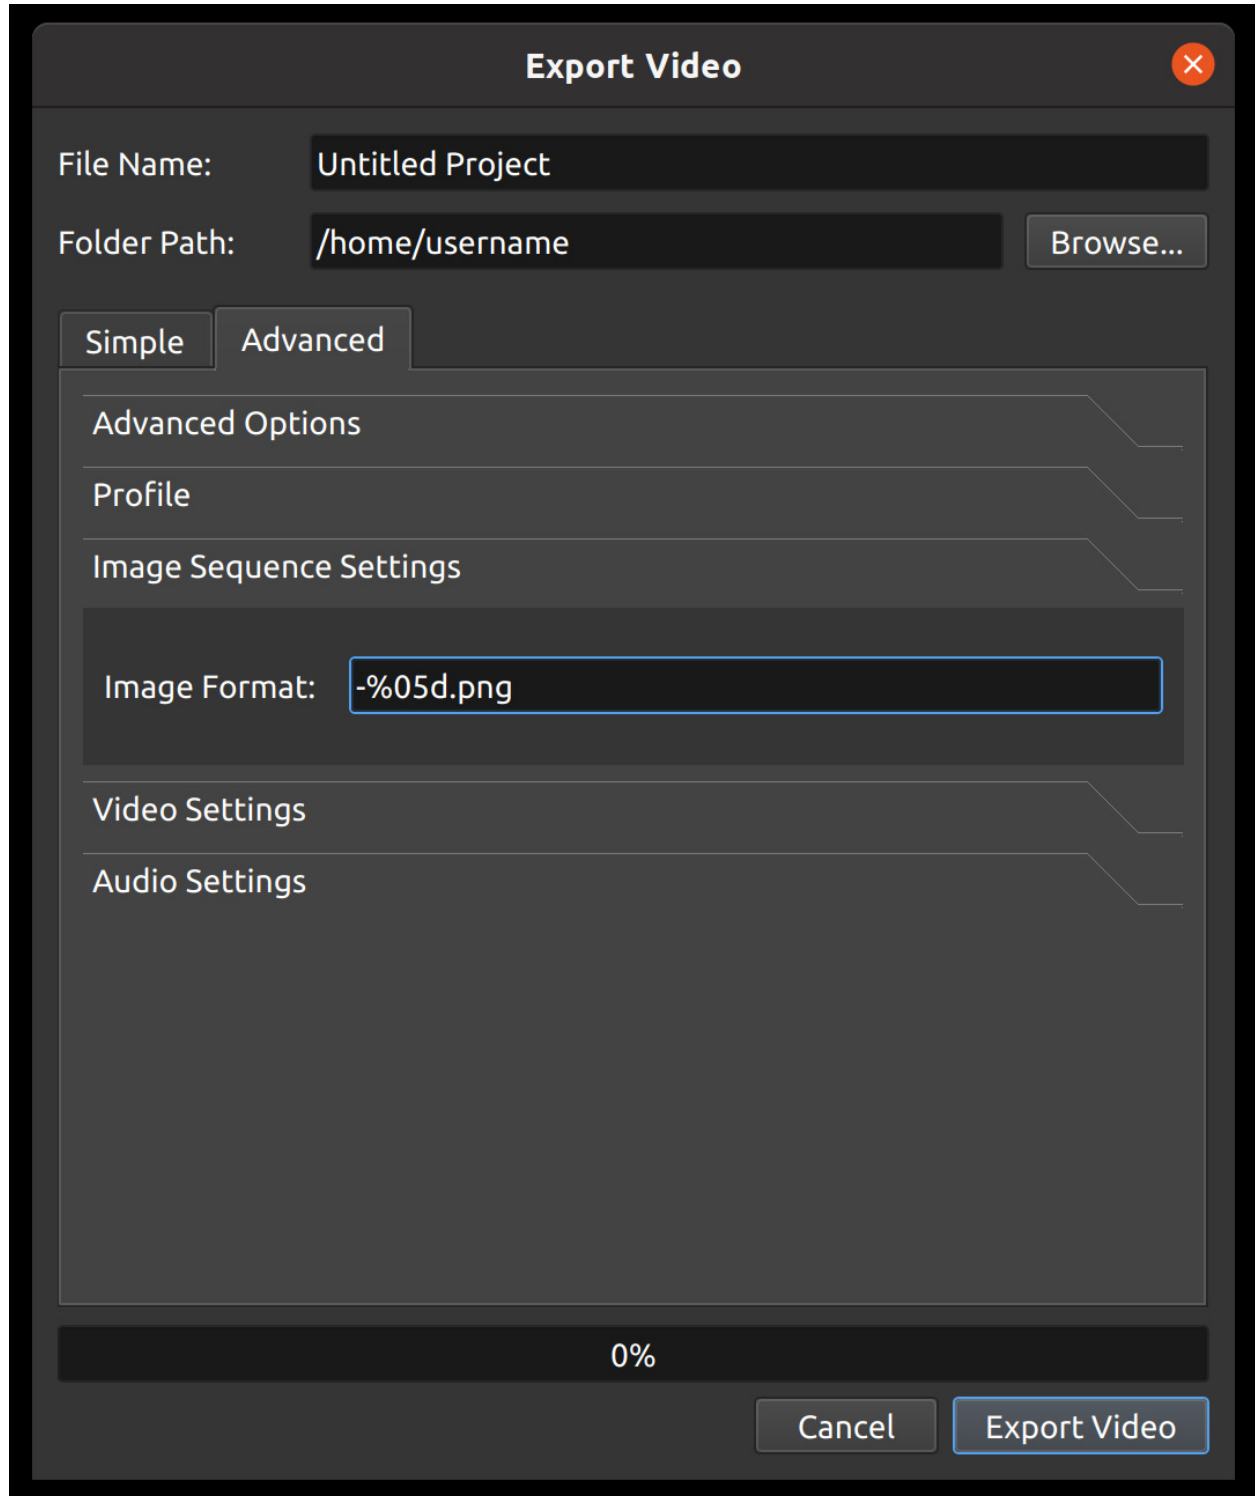 Export Video
File Name: Untitled Project
Folder Path: /home/username Browse...
Simple Advanced
Advanced Options
Profile
Image Sequence Settings
Image Format: -%05d.png
Video Settings
Audio Settings
0%
Cancel Export Video